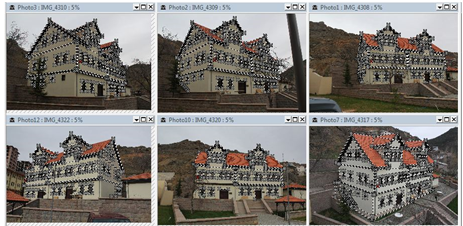 Photo3 : IMG_4310 : 5%
Photo2 : IMG_4309 : 5%
Photo1 : IMG_4308 : 5%
Photo12 : IMG_4322 : 5%
Photo10 : IMG_4320 : 5%
Photo7 : IMG_4317 : 5%